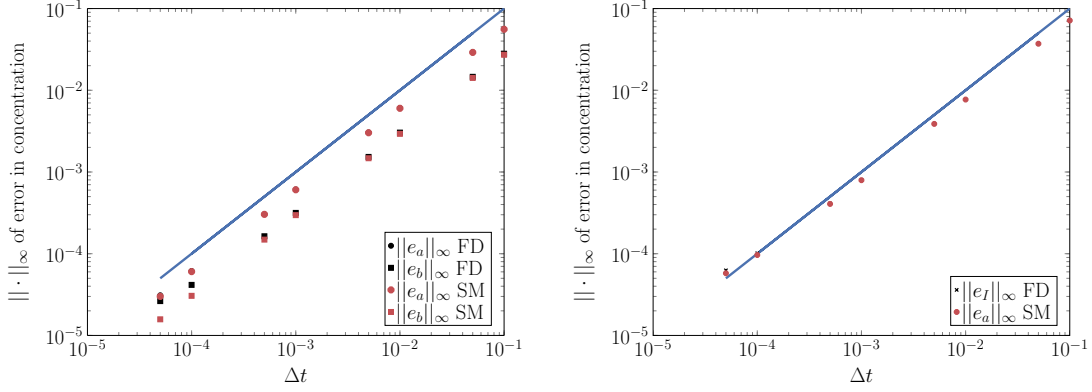 || · ||∞ of error in concentration
10⁻¹
10⁻²
10⁻³
10⁻⁴
10⁻⁵
||e_a||∞ FD
||e_b||∞ FD
||e_a||∞ SM
||e_b||∞ SM
10⁻⁵ 10⁻⁴ 10⁻³ 10⁻² 10⁻¹
Δt
|| · ||∞ of error in concentration
10⁻¹
10⁻²
10⁻³
10⁻⁴
10⁻⁵
||e_I||∞ FD
||e_a||∞ SM
10⁻⁵ 10⁻⁴ 10⁻³ 10⁻² 10⁻¹
Δt